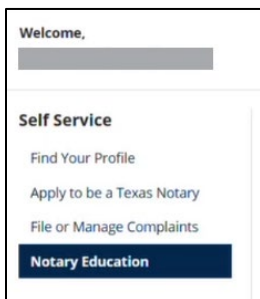 Welcome,
Self Service
Find Your Profile
Apply to be a Texas Notary
File or Manage Complaints
Notary Education